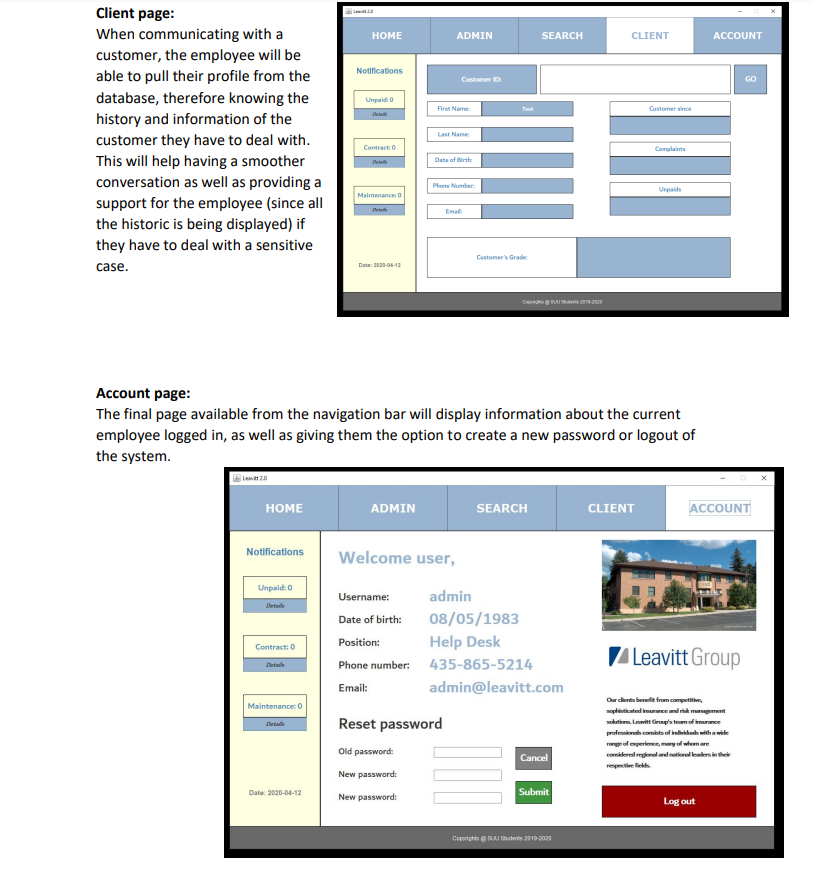 Client page:
When communicating with a
customer, the employee will be
able to pull their profile from the
database, therefore knowing the
history and information of the
customer they have to deal with.
This will help having a smoother
conversation as well as providing a
support for the employee (since all
the historic is being displayed) if
they have to deal with a sensitive
case.
Leavitt 2.0
HOME ADMIN SEARCH CLIENT ACCOUNT
Notifications
Unpaid: 0
Details
Contract: 0
Details
Maintenance: 0
Details
Date: 2020-04-12
Customer ID: GO
First Name: Test
Last Name:
Date of Birth:
Phone Number:
Email:
Customer since
Complaints
Unpaids
Customer's Grade:
Copyrights @ SUU Students 2019-2020
Account page:
The final page available from the navigation bar will display information about the current
employee logged in, as well as giving them the option to create a new password or logout of
the system.
Leavitt 2.0
HOME ADMIN SEARCH CLIENT ACCOUNT
Notifications
Unpaid: 0
Details
Contract: 0
Details
Maintenance: 0
Details
Date: 2020-04-12
Welcome user,
Username: admin
Date of birth: 08/05/1983
Position: Help Desk
Phone number: 435-865-5214
Email: admin@leavitt.com
Reset password
Old password:
New password:
New password:
Cancel
Submit
Leavitt Group
Our clients benefit from competitive,
sophisticated insurance and risk management
solutions. Leavitt Group's team of insurance
professionals consists of individuals with a wide
range of experience, many of whom are
considered regional and national leaders in their
respective fields.
Log out
Copyrights @ SUU Students 2019-2020